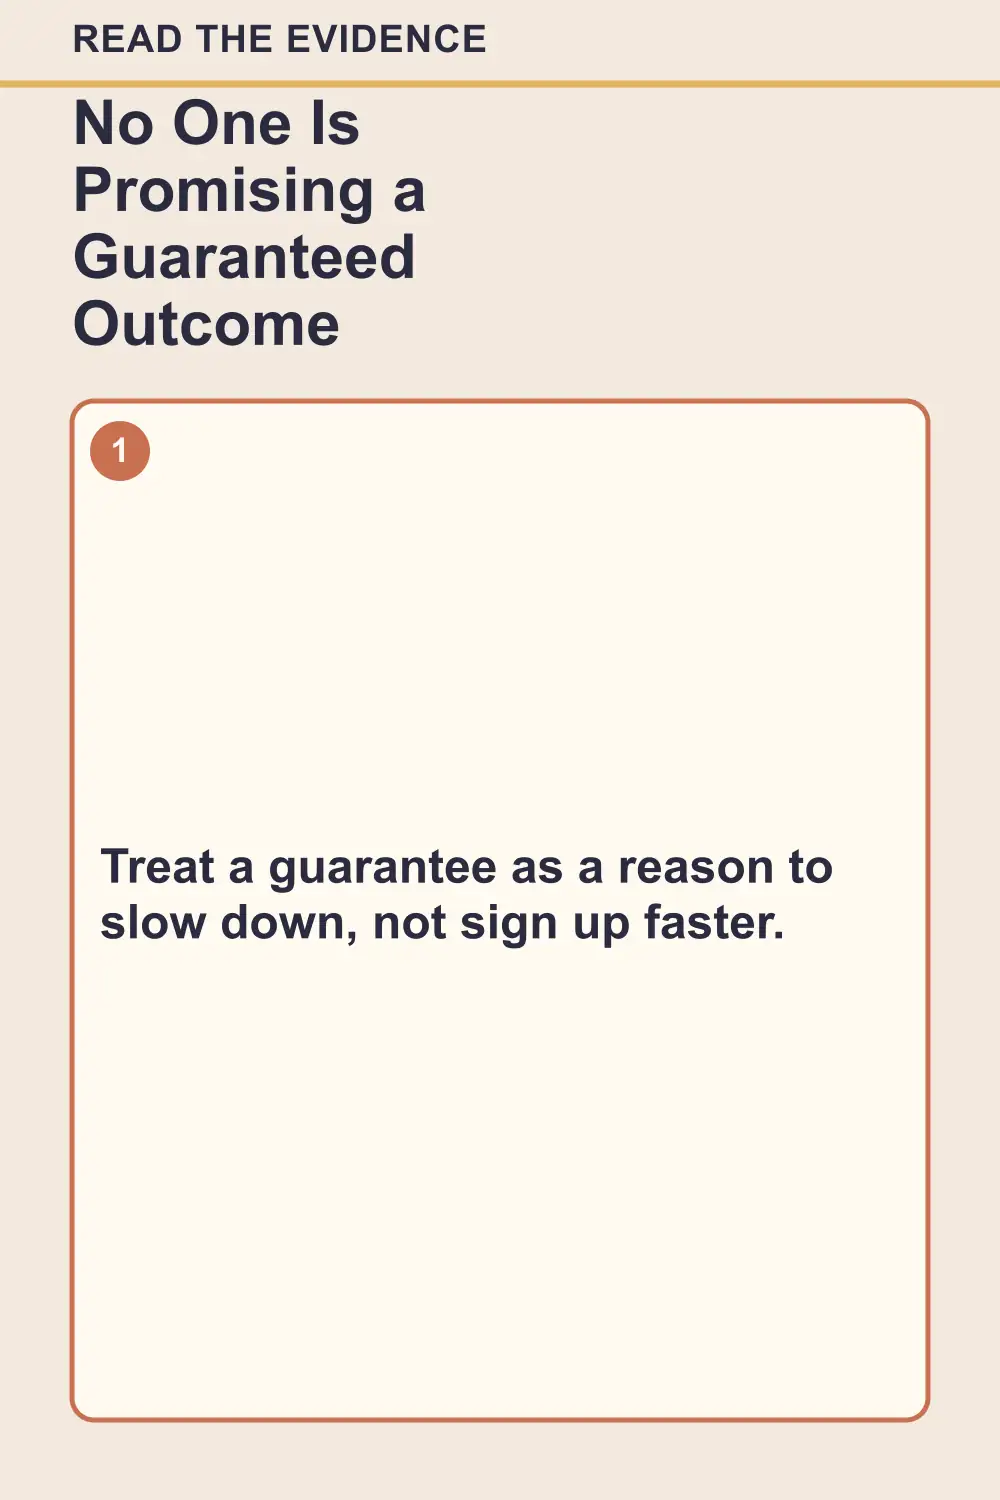 READ THE EVIDENCE
No One Is
Promising a
Guaranteed
Outcome
1
Treat a guarantee as a reason to
slow down, not sign up faster.